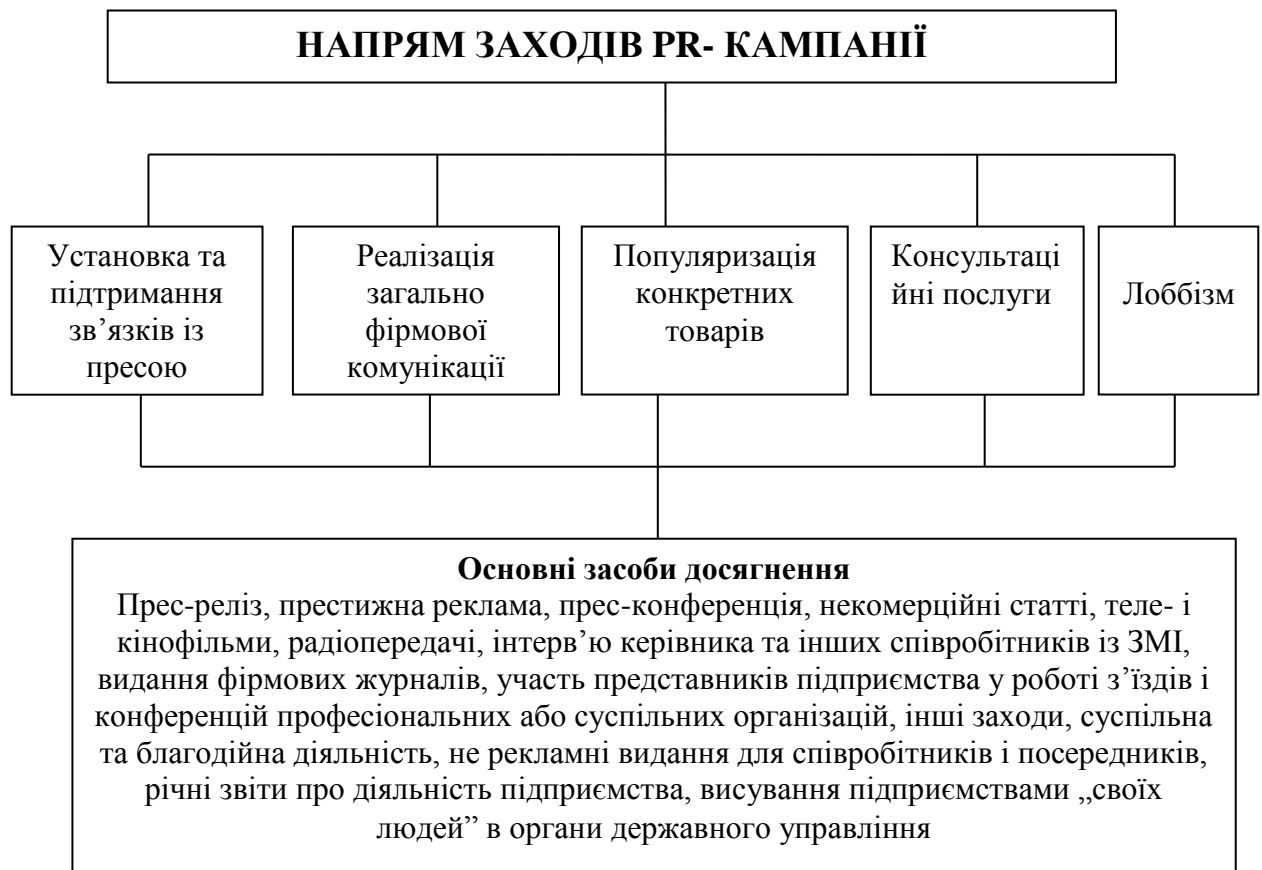 НАПРЯМ ЗАХОДІВ PR- КАМПАНІЇ
Установка та
підтримання
зв’язків із
пресою
Реалізація
загально
фірмової
комунікації
Популяризація
конкретних
товарів
Консультаці
йні послуги
Лоббізм
Основні засоби досягнення
Прес-реліз, престижна реклама, прес-конференція, некомерційні статті, теле- і
кінофільми, радіопередачі, інтерв’ю керівника та інших співробітників із ЗМІ,
видання фірмових журналів, участь представників підприємства у роботі з’їздів і
конференцій професіональних або суспільних організацій, інші заходи, суспільна
та благодійна діяльність, не рекламні видання для співробітників і посередників,
річні звіти про діяльність підприємства, висування підприємствами „своїх
людей” в органи державного управління